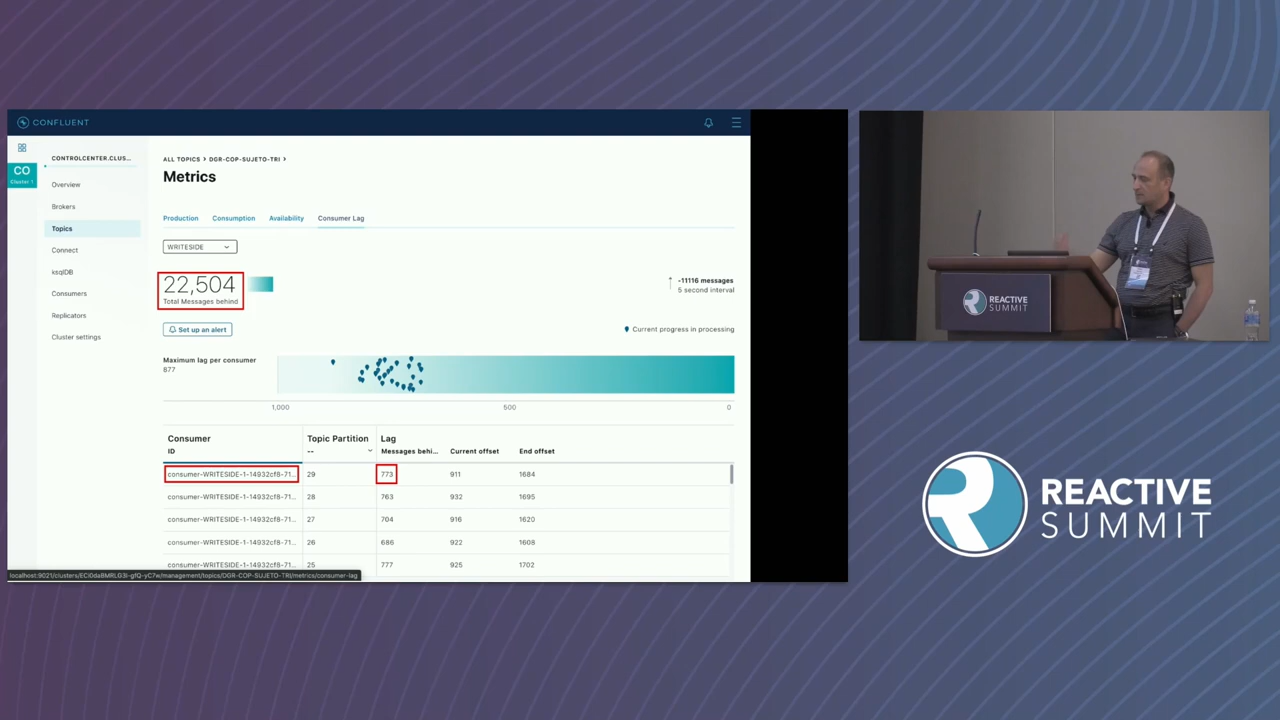 CONFLUENT
CO
Cluster 1
CONTROLCENTER.CLUS...
Overview
Brokers
Topics
Connect
ksqlDB
Consumers
Replicators
Cluster settings
ALL TOPICS > DGR-COP-SUJETO-TRI >
Metrics
Production Consumption Availability Consumer Lag
WRITESIDE
22,504
Total Messages behind
-11116 messages
5 second interval
Set up an alert
Current progress in processing
Maximum lag per consumer
877
1,000 500 0
Consumer Topic Partition Lag
ID -- Messages behi... Current offset End offset
consumer-WRITESIDE-1-14932cf8-71... 29 773 911 1684
consumer-WRITESIDE-1-14932cf8-71... 28 763 932 1695
consumer-WRITESIDE-1-14932cf8-71... 27 704 916 1620
consumer-WRITESIDE-1-14932cf8-71... 26 686 922 1608
consumer-WRITESIDE-1-14932cf8-71... 25 777 925 1702
REACTIVE
SUMMIT
REACTIVE
SUMMIT